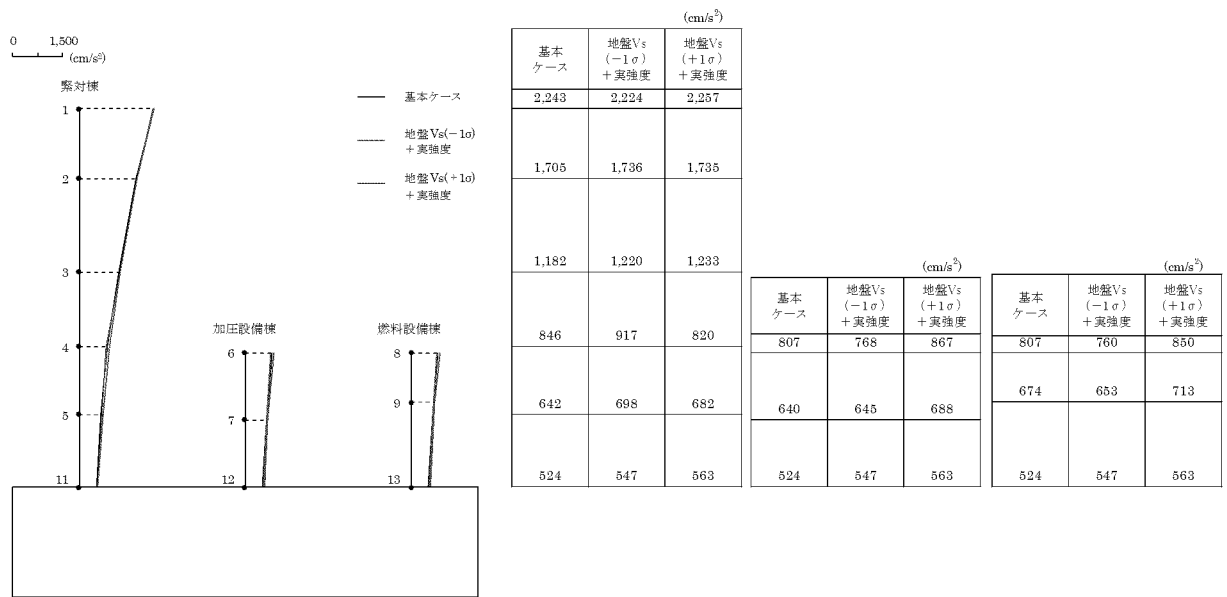 0 1,500
(cm/s²)
緊対棟
1
2
3
4
5
11
基本ケース
地盤Vs(-1σ)
+実強度
地盤Vs(+1σ)
+実強度
加圧設備棟
6
7
12
燃料設備棟
8
9
13
(cm/s²)
基本
ケース
地盤Vs
(-1σ)
+実強度
地盤Vs
(+1σ)
+実強度
2,243 2,224 2,257
1,705 1,736 1,735
1,182 1,220 1,233
846 917 820
642 698 682
524 547 563
(cm/s²)
基本
ケース
地盤Vs
(-1σ)
+実強度
地盤Vs
(+1σ)
+実強度
807 768 867
640 645 688
524 547 563
(cm/s²)
基本
ケース
地盤Vs
(-1σ)
+実強度
地盤Vs
(+1σ)
+実強度
807 760 850
674 653 713
524 547 563